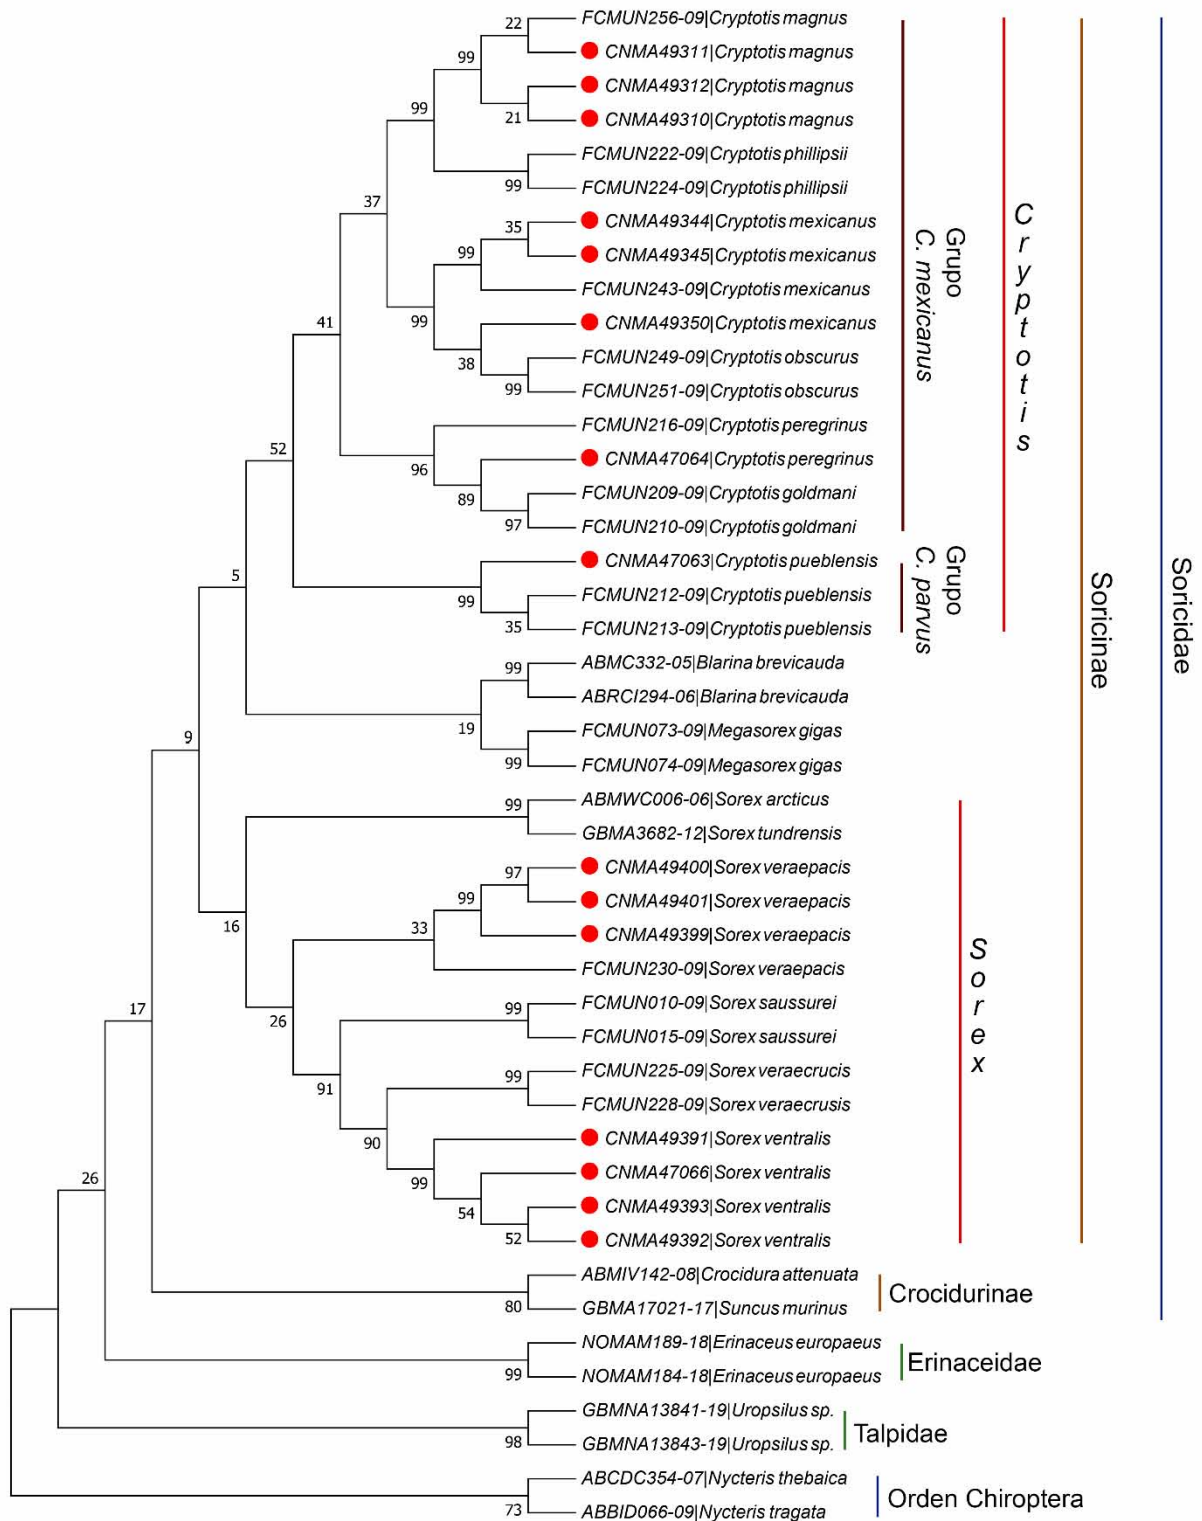 FCMUN256-09|Cryptotis magnus
22
CNMA49311|Cryptotis magnus
99
CNMA49312|Cryptotis magnus
99
21
CNMA49310|Cryptotis magnus
FCMUN222-09|Cryptotis phillipsii
99
FCMUN224-09|Cryptotis phillipsii
37
CNMA49344|Cryptotis mexicanus
35
CNMA49345|Cryptotis mexicanus
99
FCMUN243-09|Cryptotis mexicanus
99
CNMA49350|Cryptotis mexicanus
41
38
FCMUN249-09|Cryptotis obscurus
99
FCMUN251-09|Cryptotis obscurus
FCMUN216-09|Cryptotis peregrinus
52
96
CNMA47064|Cryptotis peregrinus
89
FCMUN209-09|Cryptotis goldmani
97
FCMUN210-09|Cryptotis goldmani
Grupo
C. mexicanus
Cryptotis
CNMA47063|Cryptotis pueblensis
5
99
FCMUN212-09|Cryptotis pueblensis
35
FCMUN213-09|Cryptotis pueblensis
Grupo
C. parvus
Soricinae
Soricidae
ABMC332-05|Blarina brevicauda
99
ABRCI294-06|Blarina brevicauda
19
FCMUN073-09|Megasorex gigas
9
99
FCMUN074-09|Megasorex gigas
ABMWC006-06|Sorex arcticus
99
GBMA3682-12|Sorex tundrensis
CNMA49400|Sorex veraepacis
97
CNMA49401|Sorex veraepacis
99
16
33
CNMA49399|Sorex veraepacis
FCMUN230-09|Sorex veraepacis
17
26
FCMUN010-09|Sorex saussurei
99
FCMUN015-09|Sorex saussurei
91
FCMUN225-09|Sorex veraecrucis
99
FCMUN228-09|Sorex veraecrusis
90
CNMA49391|Sorex ventralis
26
99
CNMA47066|Sorex ventralis
54
CNMA49393|Sorex ventralis
52
CNMA49392|Sorex ventralis
Sorex
ABMIV142-08|Crocidura attenuata
80
GBMA17021-17|Suncus murinus
Crocidurinae
NOMAM189-18|Erinaceus europaeus
99
NOMAM184-18|Erinaceus europaeus
Erinaceidae
GBMNA13841-19|Uropsilus sp.
98
GBMNA13843-19|Uropsilus sp.
Talpidae
ABCDC354-07|Nycteris thebaica
73
ABBID066-09|Nycteris tragata
Orden Chiroptera